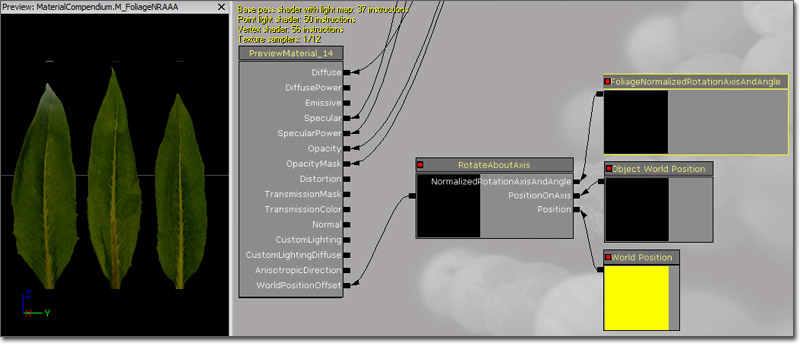 Preview: MaterialCompendium.M_FoliageNRAAA
Base pass shader with light map: 37 instructions
Point light shader: 50 instructions
Vertex shader: 56 instructions
Texture samplers: 1/12
PreviewMaterial_14
Diffuse
DiffusePower
Emissive
Specular
SpecularPower
Opacity
OpacityMask
Distortion
TransmissionMask
TransmissionColor
Normal
CustomLighting
CustomLightingDiffuse
AnisotropicDirection
WorldPositionOffset
RotateAboutAxis
NormalizedRotationAxisAndAngle
PositionOnAxis
Position
FoliageNormalizedRotationAxisAndAngle
Object World Position
World Position
Z
X
Y